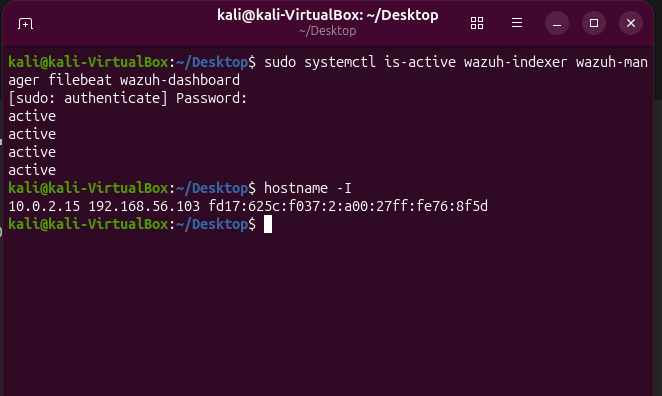 kali@kali-VirtualBox: ~/Desktop
~/Desktop
kali@kali-VirtualBox:~/Desktop$ sudo systemctl is-active wazuh-indexer wazuh-man
ager filebeat wazuh-dashboard
[sudo: authenticate] Password:
active
active
active
active
kali@kali-VirtualBox:~/Desktop$ hostname -I
10.0.2.15 192.168.56.103 fd17:625c:f037:2:a00:27ff:fe76:8f5d
kali@kali-VirtualBox:~/Desktop$